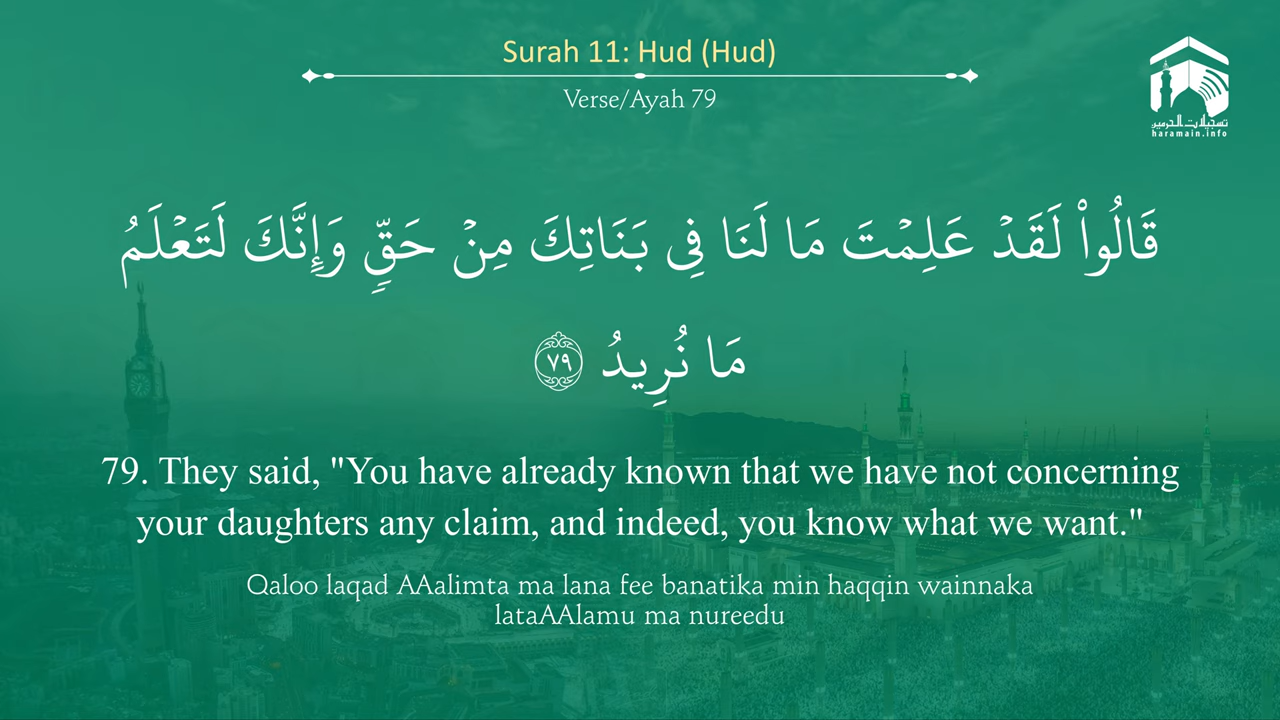 Surah 11: Hud (Hud)
Verse/Ayah 79
تسجيلات الحرمين
haramain.info
قَالُوا۟ لَقَدْ عَلِمْتَ مَا لَنَا فِى بَنَاتِكَ مِنْ حَقٍّ وَإِنَّكَ لَتَعْلَمُ
مَا نُرِيدُ ٧٩
79. They said, "You have already known that we have not concerning
your daughters any claim, and indeed, you know what we want."
Qaloo laqad AAalimta ma lana fee banatika min haqqin wainnaka
lataAAlamu ma nureedu